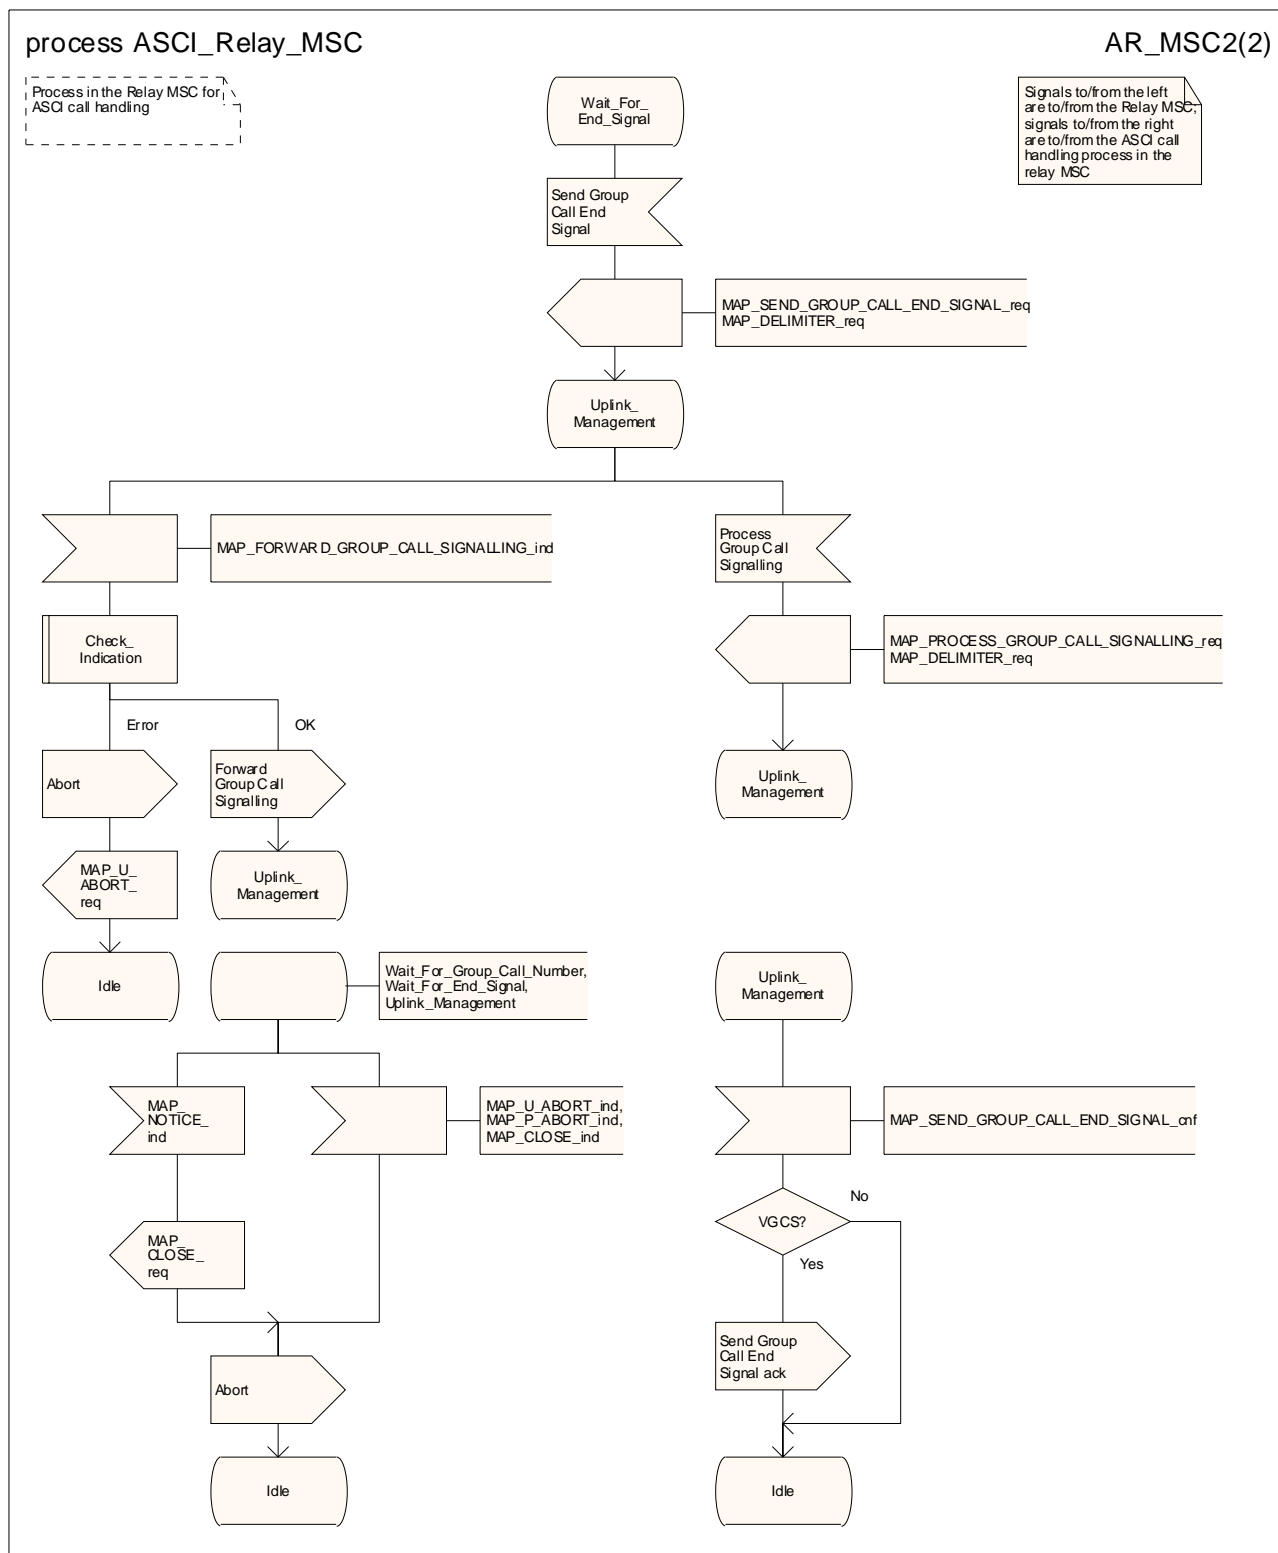 process ASCI_Relay_MSC
AR_MSC2(2)
Process in the Relay MSC for
ASCI call handling
Wait_For_
End_Signal
Signals to/from the left
are to/from the Relay MSC;
signals to/from the right
are to/from the ASCI call
handling process in the
relay MSC
Send Group
Call End
Signal
MAP_SEND_GROUP_CALL_END_SIGNAL_req
MAP_DELIMITER_req
Uplink_
Management
MAP_FORWARD_GROUP_CALL_SIGNALLING_ind
Process
Group Call
Signalling
Check_
Indication
MAP_PROCESS_GROUP_CALL_SIGNALLING_req
MAP_DELIMITER_req
Error
OK
Abort
Forward
Group Call
Signalling
Uplink_
Management
MAP_U_
ABORT_
req
Uplink_
Management
Idle
Wait_For_Group_Call_Number,
Wait_For_End_Signal,
Uplink_Management
Uplink_
Management
MAP_
NOTICE_
ind
MAP_U_ABORT_ind,
MAP_P_ABORT_ind,
MAP_CLOSE_ind
MAP_SEND_GROUP_CALL_END_SIGNAL_cnf
No
VGCS?
Yes
MAP_
CLOSE_
req
Send Group
Call End
Signal ack
Abort
Idle
Idle